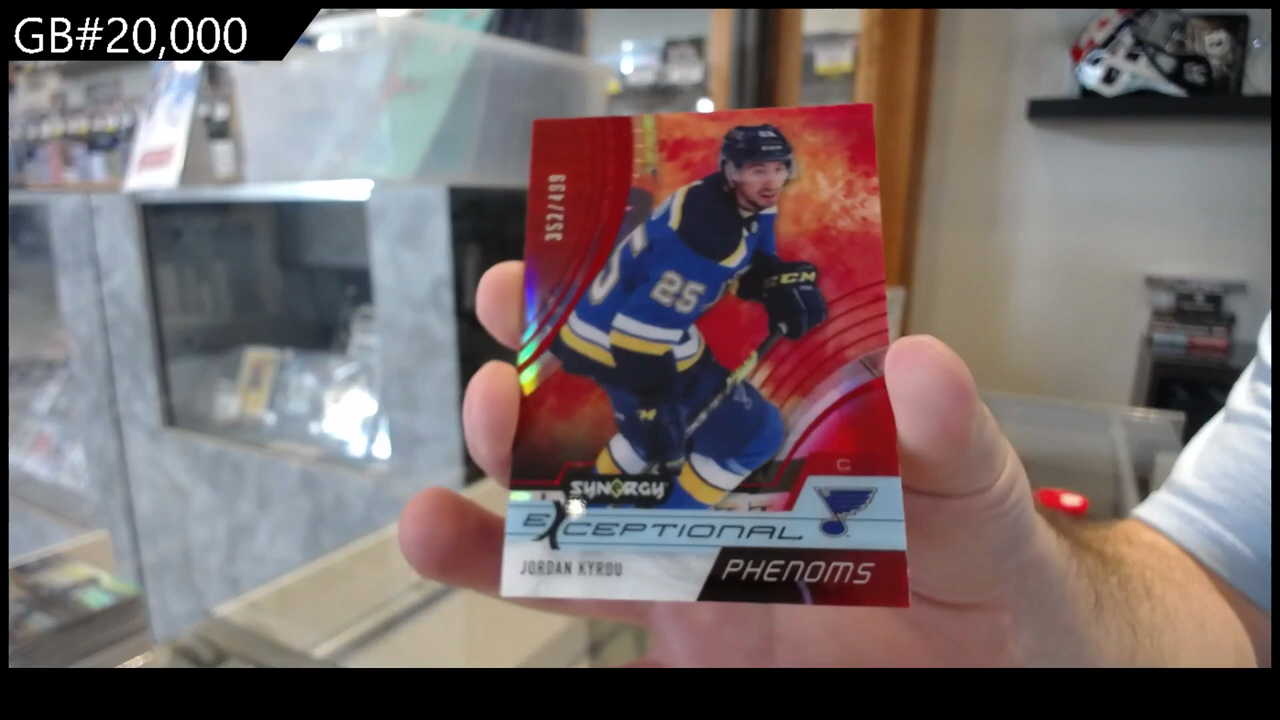 GB#20,000
352/499
25
CCM
C
SYNERGY
EXCEPTIONAL
JORDAN KYROU
PHENOMS